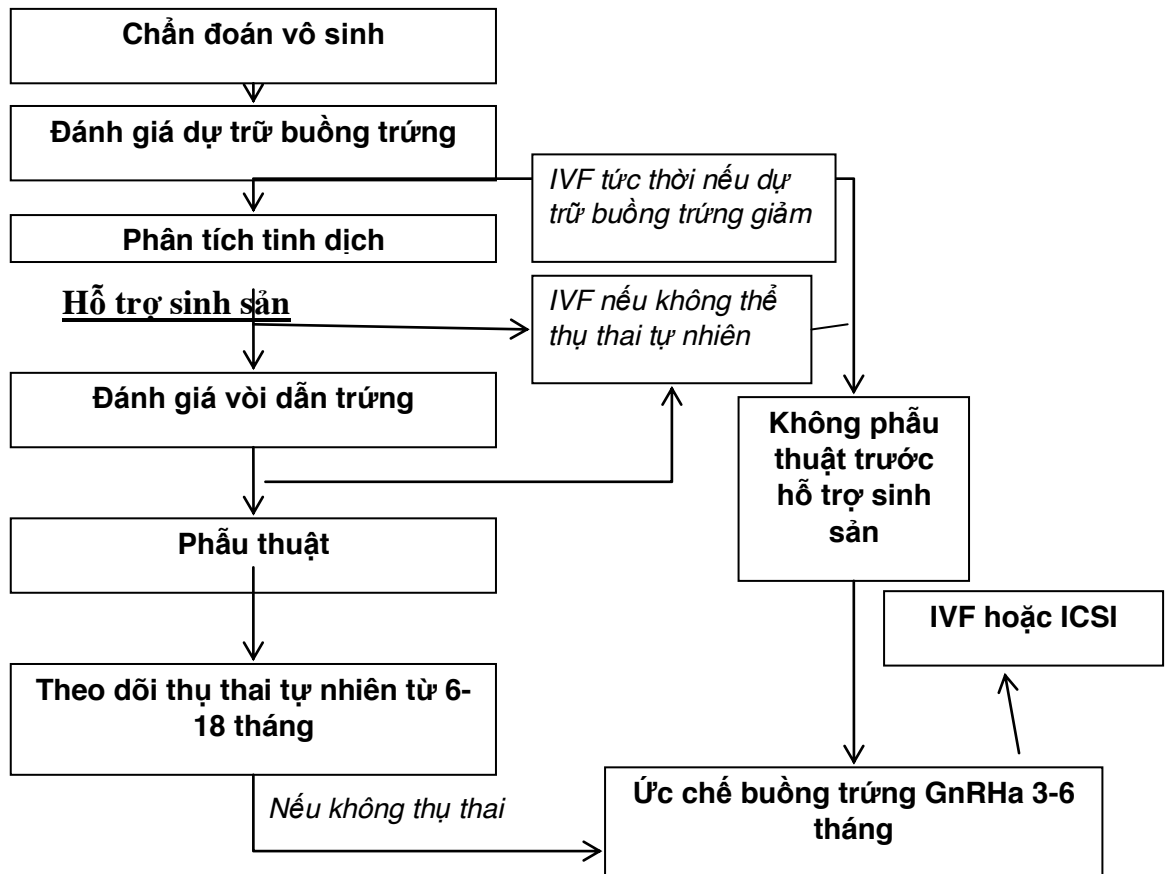 Chẩn đoán vô sinh
Đánh giá dự trữ buồng trứng
IVF tức thời nếu dự
trữ buồng trứng giảm
Phân tích tinh dịch
Hỗ trợ sinh sản
IVF nếu không thể
thụ thai tự nhiên
Đánh giá vòi dẫn trứng
Không phẫu
thuật trước
hỗ trợ sinh
sản
Phẫu thuật
IVF hoặc ICSI
Theo dõi thụ thai tự nhiên từ 6-
18 tháng
Nếu không thụ thai
Ức chế buồng trứng GnRHa 3-6
tháng